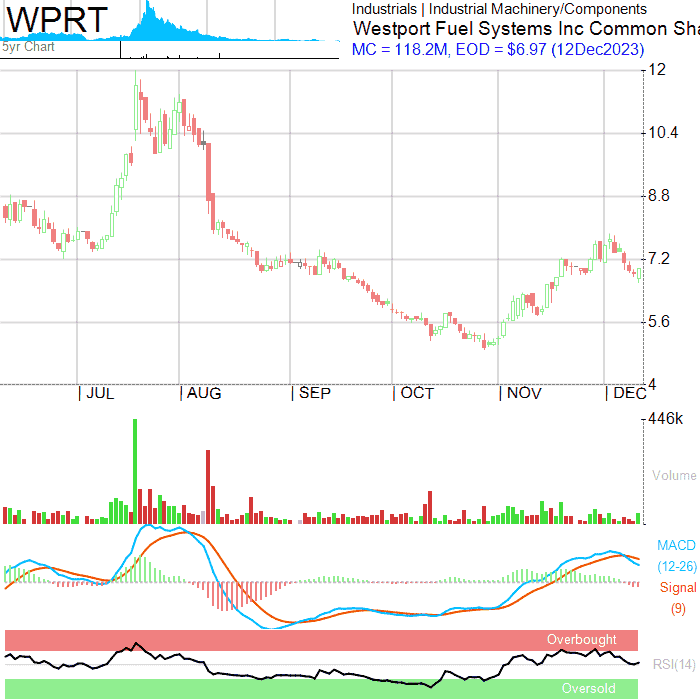 WPRT
5yr Chart
Industrials | Industrial Machinery/Components
Westport Fuel Systems Inc Common Sha
MC = 118.2M, EOD = $6.97 (12Dec2023)
12
10.4
8.8
7.2
5.6
4
JUL AUG SEP OCT NOV DEC
446k
Volume
MACD
(12-26)
Signal
(9)
Overbought
RSI(14)
Oversold